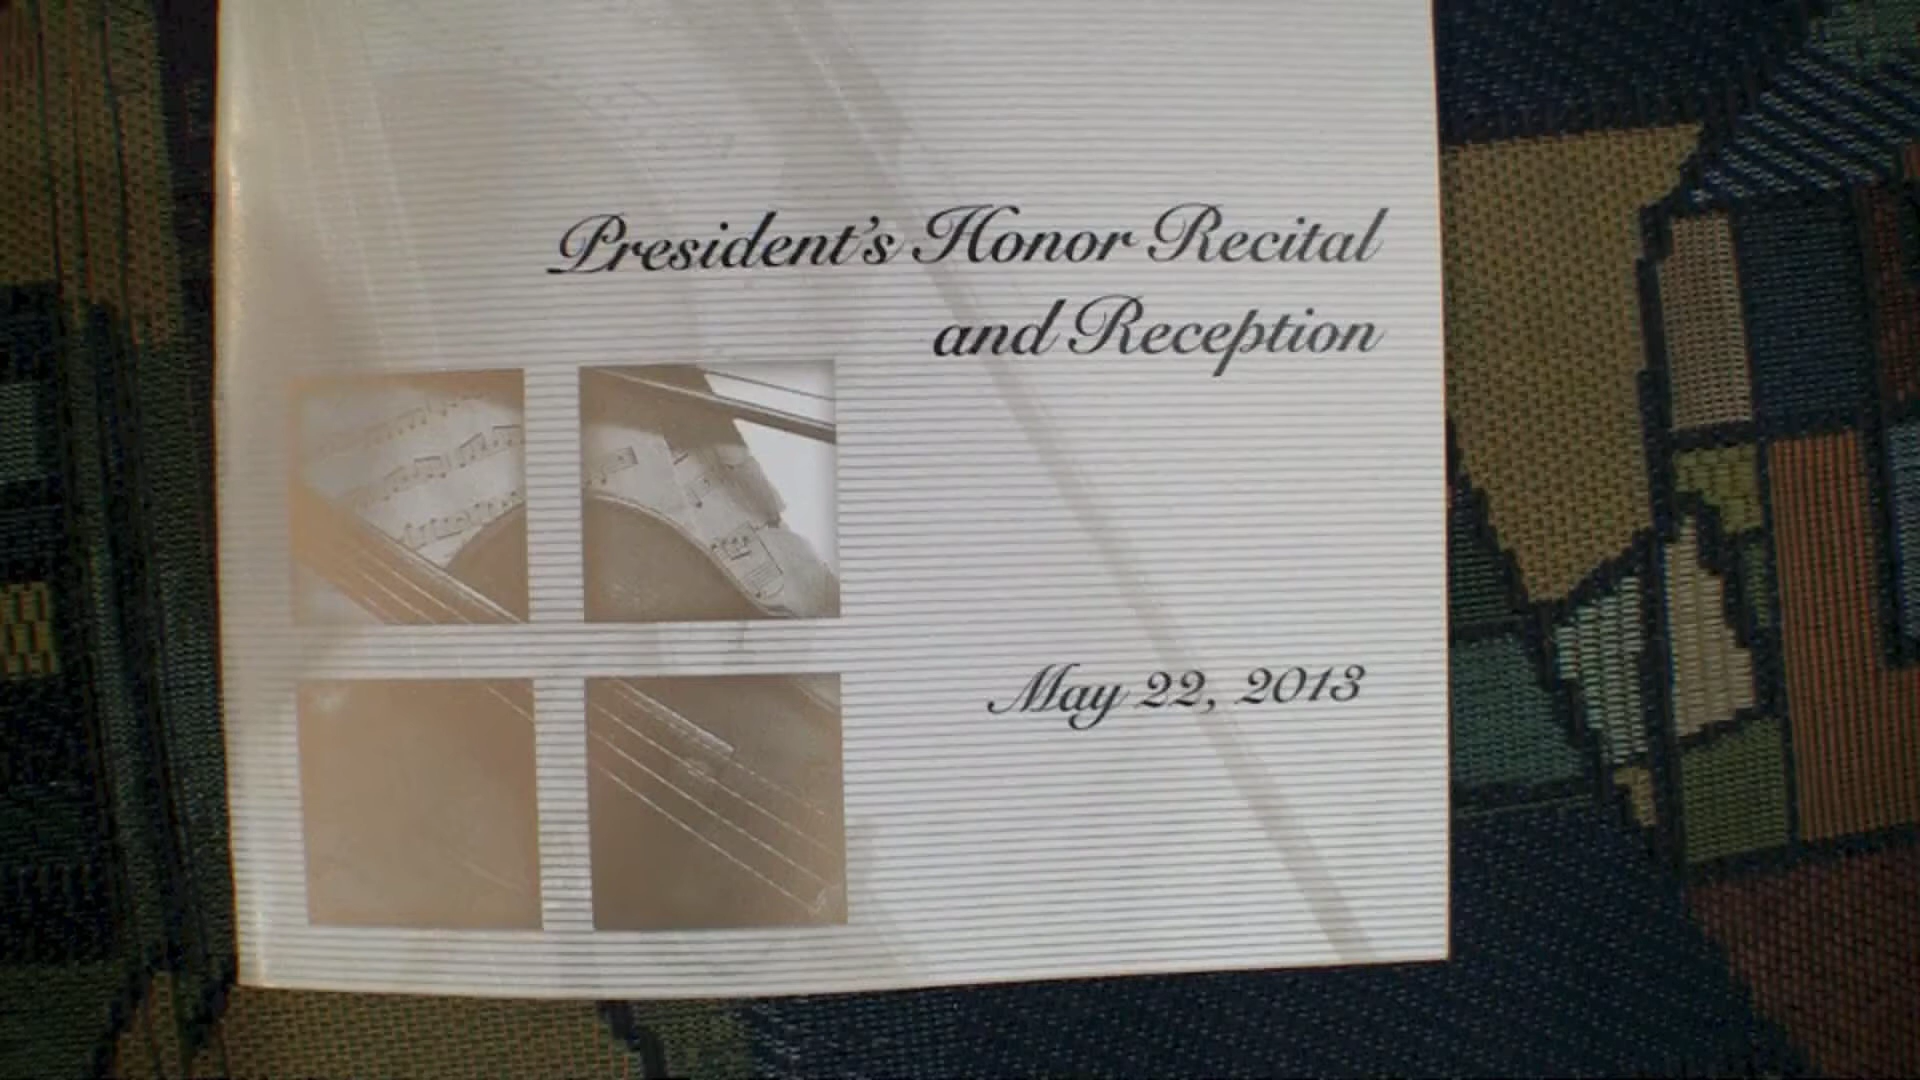 President's Honor Recital
and Reception
May 22, 2013